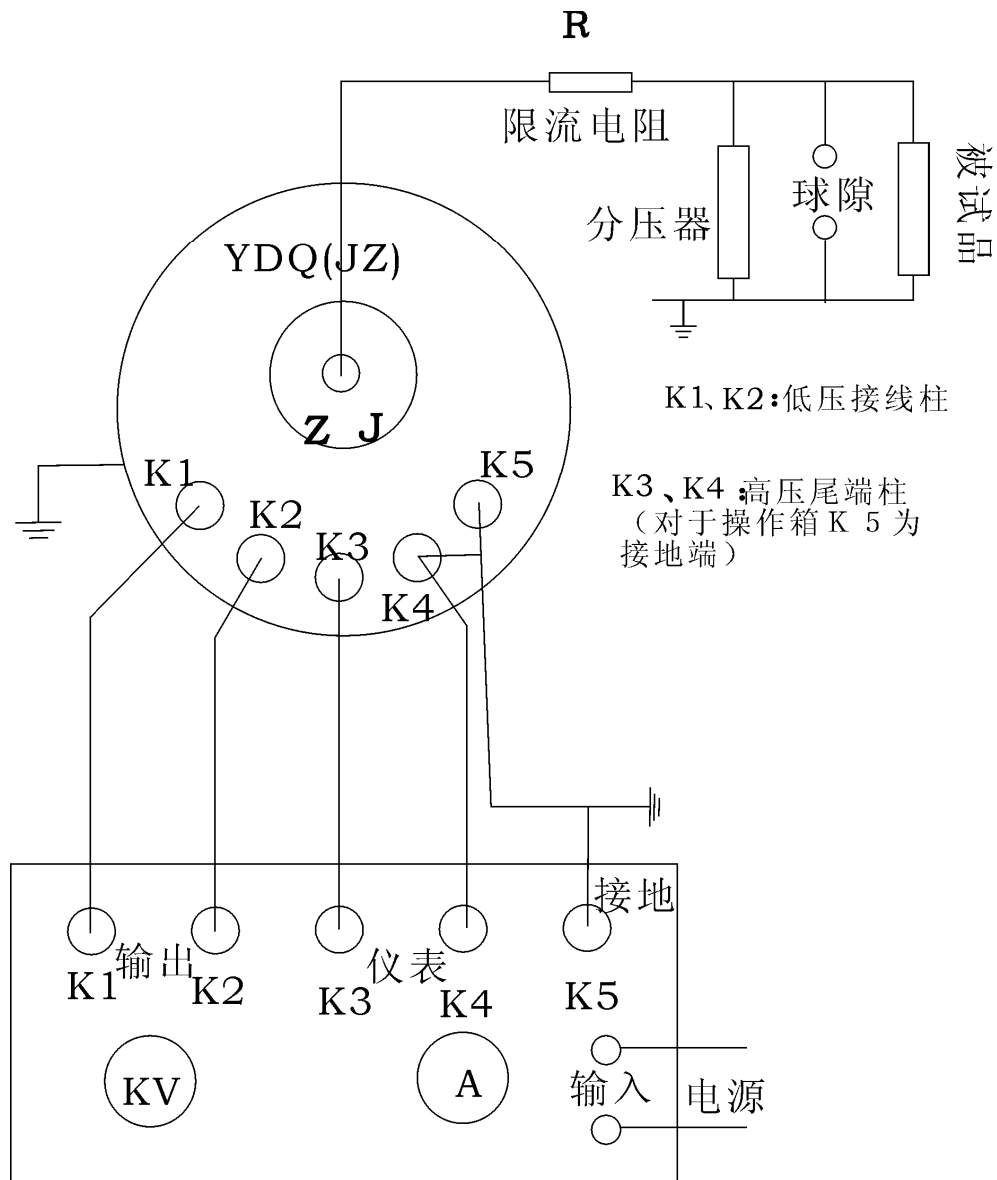 R
限流电阻
分压器
球隙
被试品
YDQ(JZ)
Z J
K1、K2:低压接线柱
K1
K2
K3
K4
K5
K3、K4:高压尾端柱
（对于操作箱K 5为
接地端）
接地
输出
仪表
K1
K2
K3
K4
K5
KV
A
输入
电源